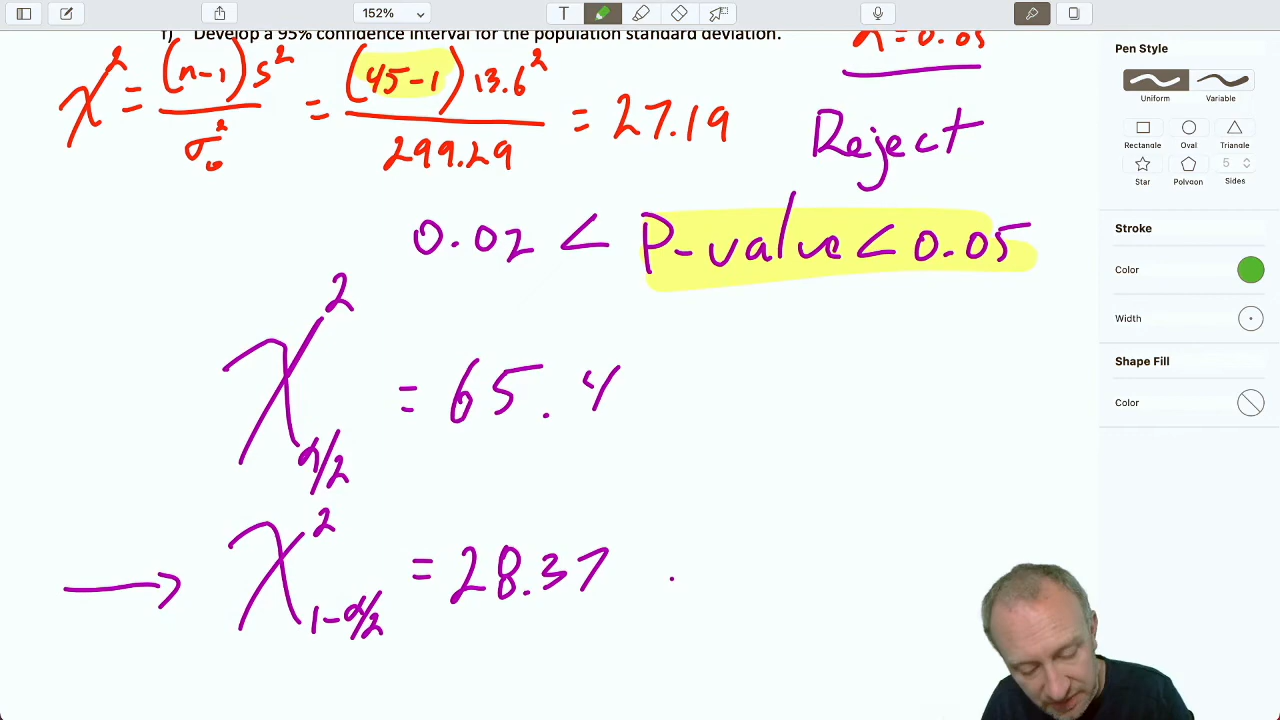 152%
T
f) Develop a 95% confidence interval for the population standard deviation.
α = 0.05
χ² = (n-1)s² / σ₀² = (45-1)13.6² / 299.29 = 27.19
Reject
0.02 < P-value < 0.05
χ²α/2 = 65.4
→ χ²1-α/2 = 28.37
Pen Style
Uniform Variable
Rectangle Oval Triangle
5
Star Polygon Sides
Stroke
Color
Width
Shape Fill
Color